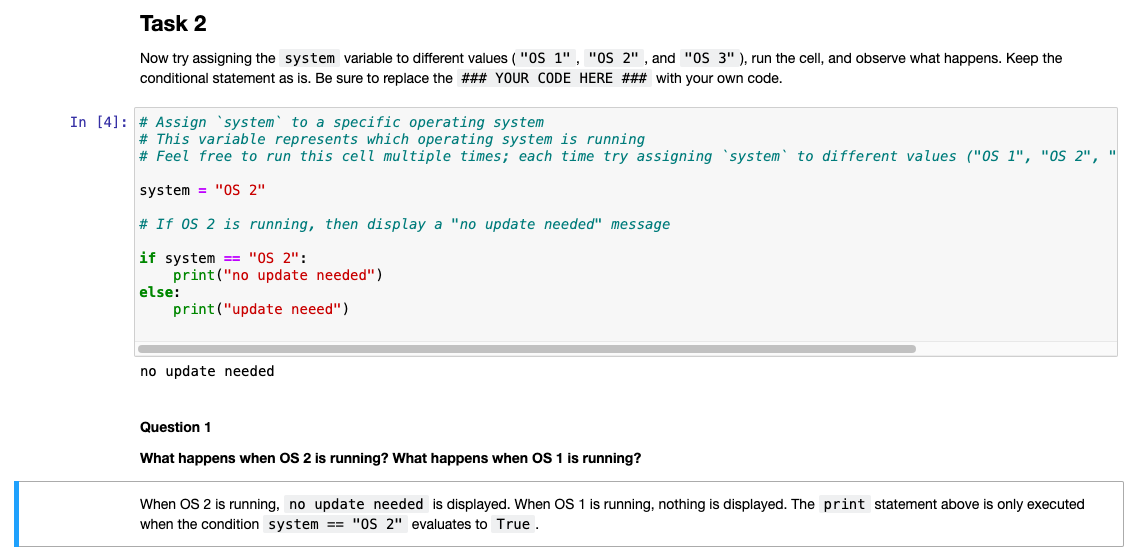 Task 2
Now try assigning the system variable to different values ( "OS 1" , "OS 2" , and "OS 3" ), run the cell, and observe what happens. Keep the
conditional statement as is. Be sure to replace the ### YOUR CODE HERE ### with your own code.
In [4]: # Assign `system` to a specific operating system
# This variable represents which operating system is running
# Feel free to run this cell multiple times; each time try assigning `system` to different values ("OS 1", "OS 2", "
system = "OS 2"
# If OS 2 is running, then display a "no update needed" message
if system == "OS 2":
    print("no update needed")
else:
    print("update neeed")
no update needed
Question 1
What happens when OS 2 is running? What happens when OS 1 is running?
When OS 2 is running, no update needed is displayed. When OS 1 is running, nothing is displayed. The print statement above is only executed
when the condition system == "OS 2" evaluates to True .